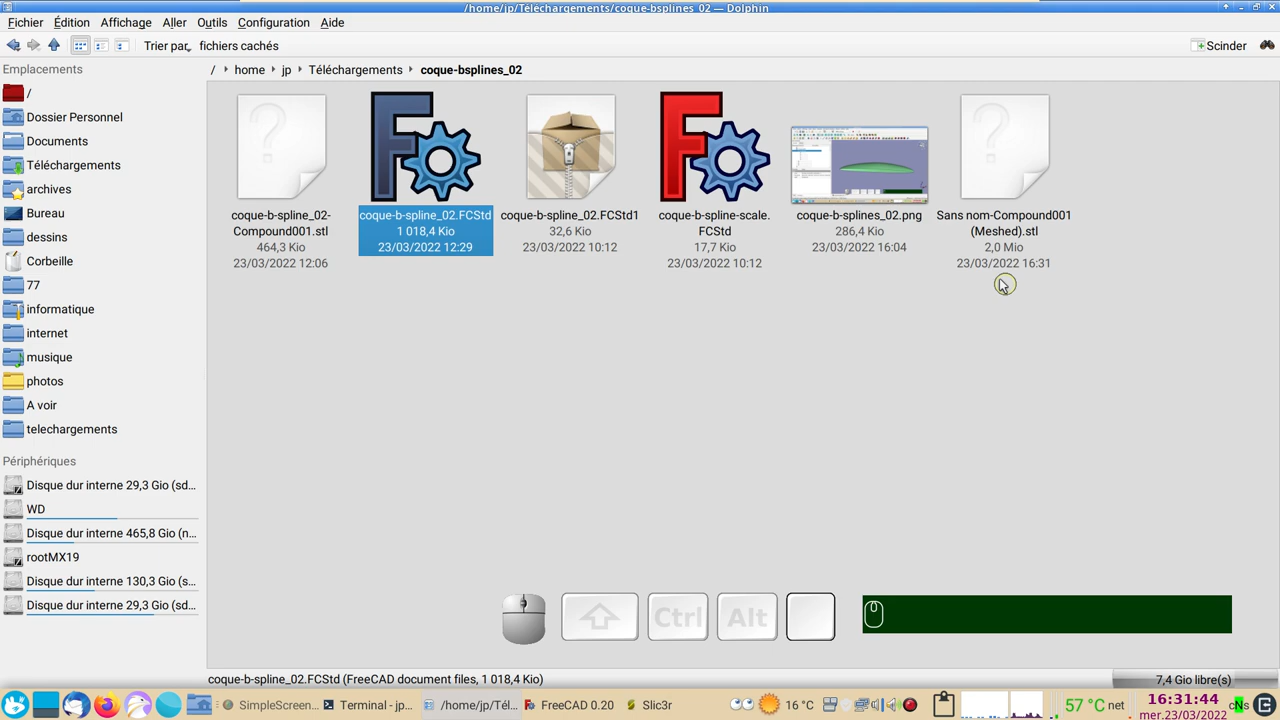 /home/jp/Téléchargements/coque-bsplines_02 — Dolphin
Fichier Édition Affichage Aller Outils Configuration Aide
Trier par fichiers cachés Scinder
/ home jp Téléchargements coque-bsplines_02
Emplacements
/
Dossier Personnel
Documents
Téléchargements
archives
Bureau
dessins
Corbeille
77
informatique
internet
musique
photos
A voir
telechargements
Périphériques
Disque dur interne 29,3 Gio (sd...
WD
Disque dur interne 465,8 Gio (n...
rootMX19
Disque dur interne 130,3 Gio (s...
Disque dur interne 29,3 Gio (sd...
coque-b-spline_02-
Compound001.stl
464,3 Kio
23/03/2022 12:06
coque-b-spline_02.FCStd
1 018,4 Kio
23/03/2022 12:29
coque-b-spline_02.FCStd1
32,6 Kio
23/03/2022 10:12
coque-b-spline-scale.
FCStd
17,7 Kio
23/03/2022 10:12
coque-b-splines_02.png
286,4 Kio
23/03/2022 16:04
Sans nom-Compound001
(Meshed).stl
2,0 Mio
23/03/2022 16:31
Ctrl Alt
coque-b-spline_02.FCStd (FreeCAD document files, 1 018,4 Kio) 7,4 Gio libre(s)
SimpleScreen... Terminal - jp... /home/jp/Tél... FreeCAD 0.20 Slic3r 16 °C 57 °C net 16:31:44
mer.23/03/2022